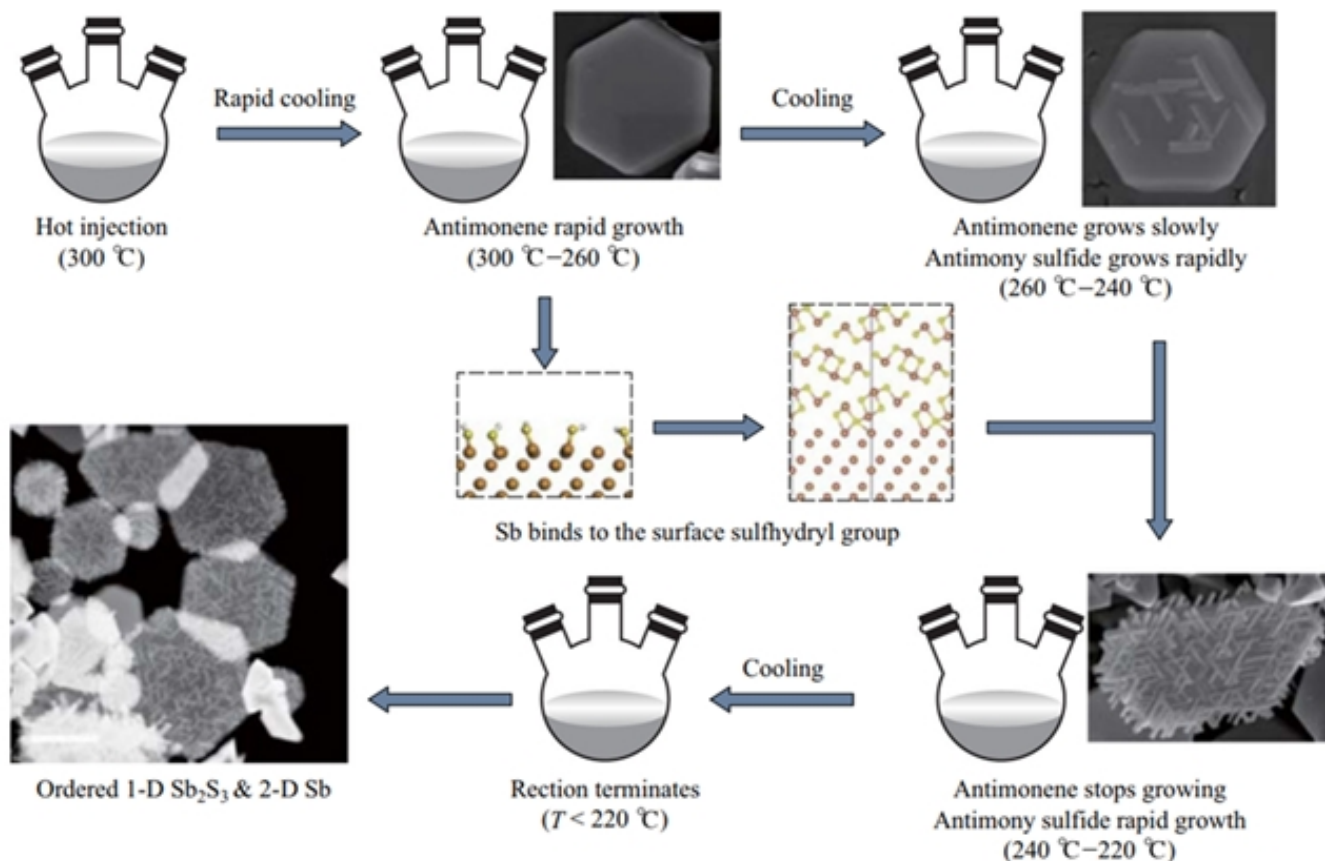 Rapid cooling
Cooling
Hot injection
(300 ℃)
Antimonene rapid growth
(300 ℃−260 ℃)
Antimonene grows slowly
Antimony sulfide grows rapidly
(260 ℃−240 ℃)
Sb binds to the surface sulfhydryl group
Cooling
Ordered 1-D Sb₂S₃ & 2-D Sb
Rection terminates
(T < 220 ℃)
Antimonene stops growing
Antimony sulfide rapid growth
(240 ℃−220 ℃)